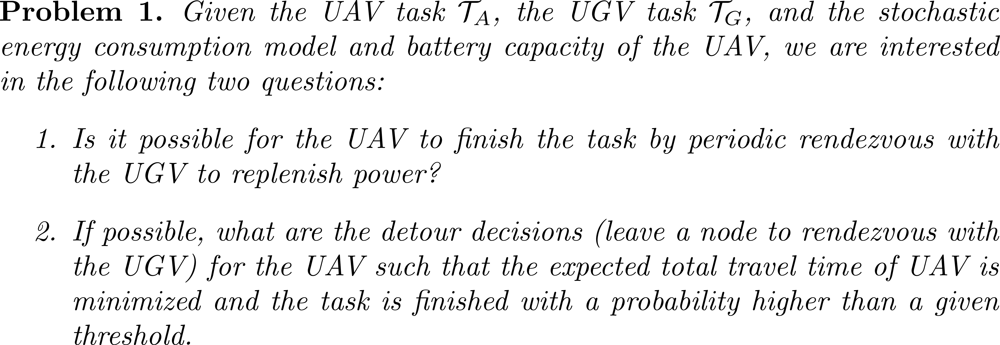 Problem 1. Given the UAV task 𝒯_A, the UGV task 𝒯_G, and the stochastic
energy consumption model and battery capacity of the UAV, we are interested
in the following two questions:
1. Is it possible for the UAV to finish the task by periodic rendezvous with
the UGV to replenish power?
2. If possible, what are the detour decisions (leave a node to rendezvous with
the UGV) for the UAV such that the expected total travel time of UAV is
minimized and the task is finished with a probability higher than a given
threshold.